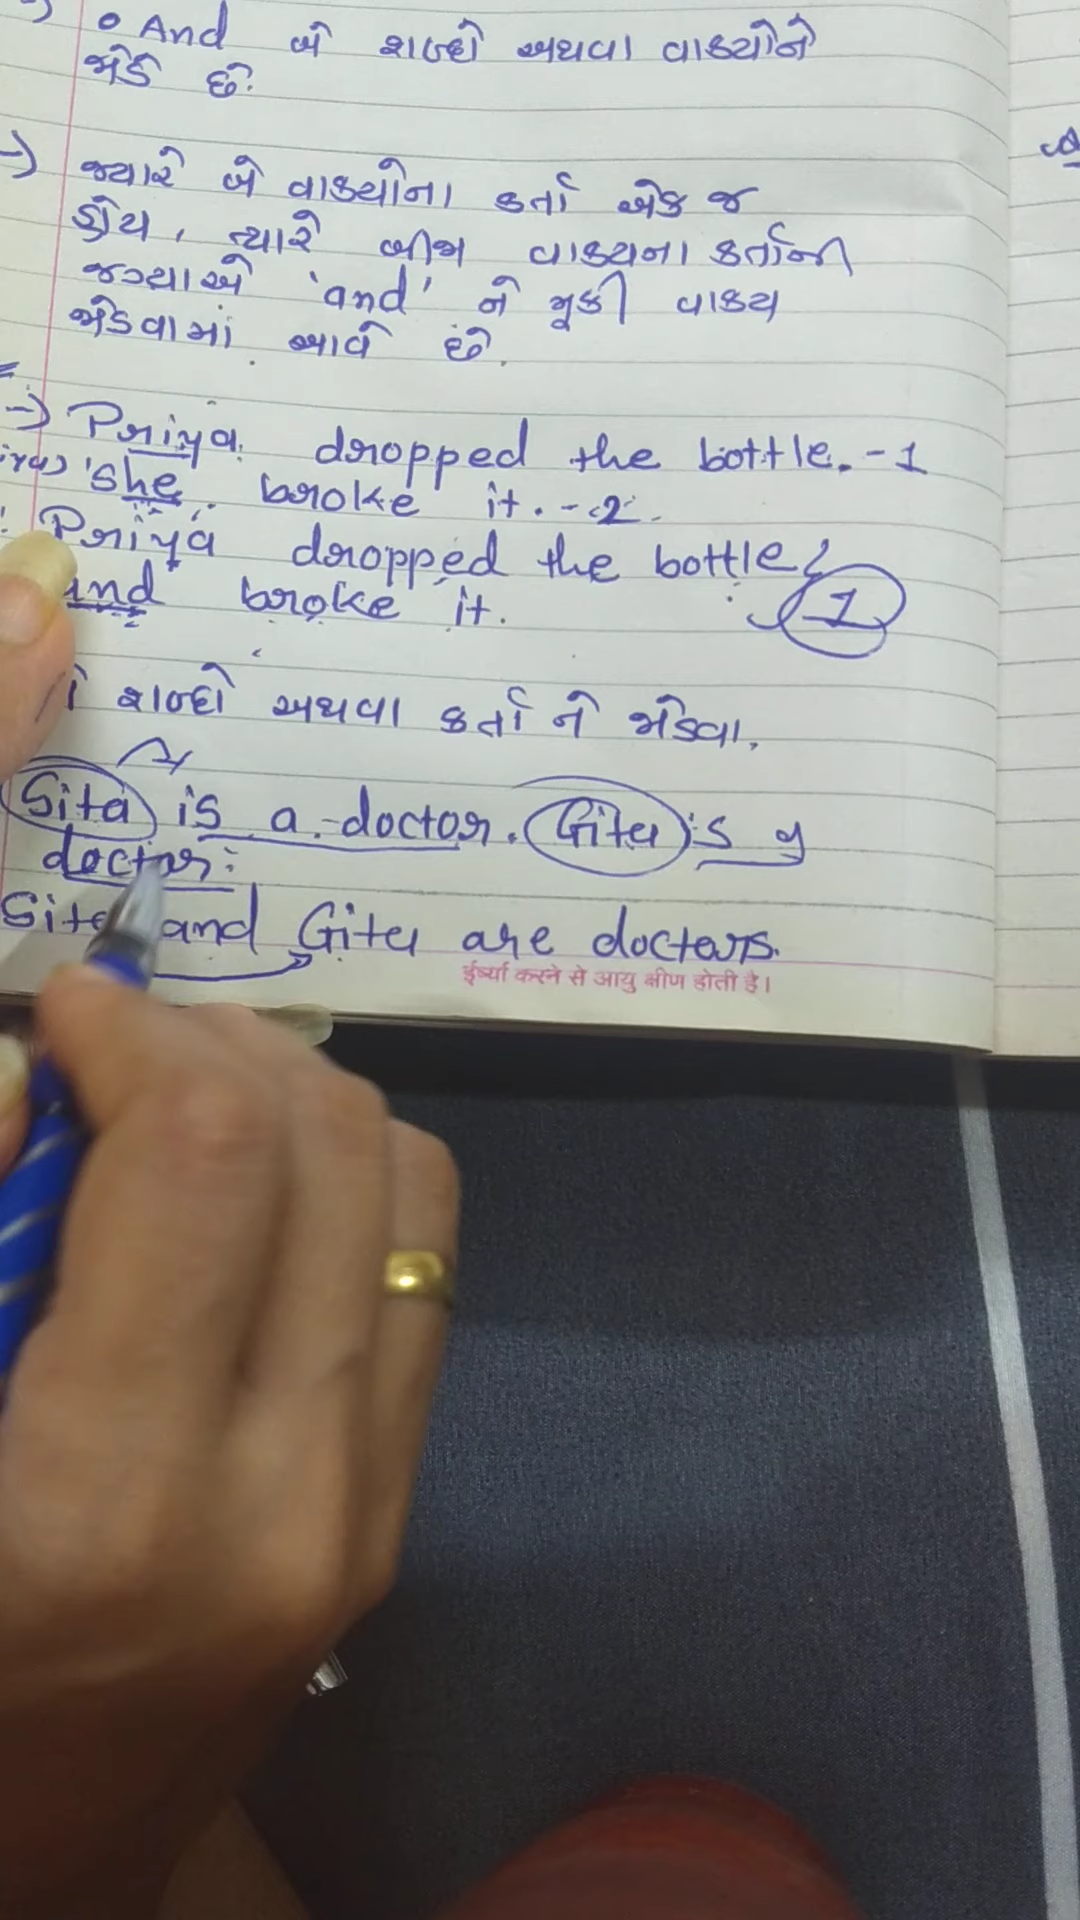 • And બે શબ્દો અથવા વાક્યોને
જોડે છે.
→ જ્યારે બે વાક્યોના કર્તા એક જ
હોય, ત્યારે બીજા વાક્યના કર્તાની
જગ્યાએ 'and' ને મૂકી વાક્ય
જોડવામાં આવે છે.
→ Priya dropped the bottle. - 1
she broke it. - 2.
Priya dropped the bottle
and broke it. 1
શબ્દો અથવા કર્તા ને જોડવા.
Sita is a doctor. Gita is a
doctor.
Sita and Gita are doctors.
ईर्ष्या करने से आयु क्षीण होती है।